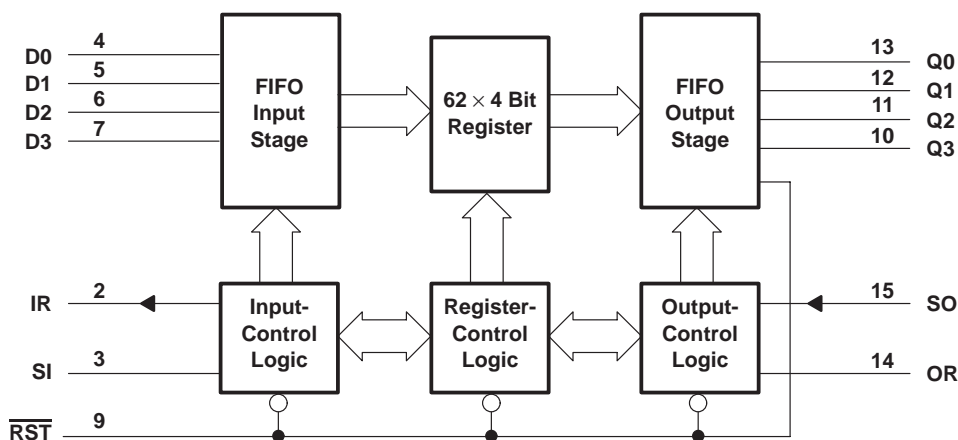 D0 4
D1 5
D2 6
D3 7
FIFO
Input
Stage
62 × 4 Bit
Register
FIFO
Output
Stage
13 Q0
12 Q1
11 Q2
10 Q3
IR 2
SI 3
Input-
Control
Logic
Register-
Control
Logic
Output-
Control
Logic
15 SO
14 OR
R̅S̅T̅ 9